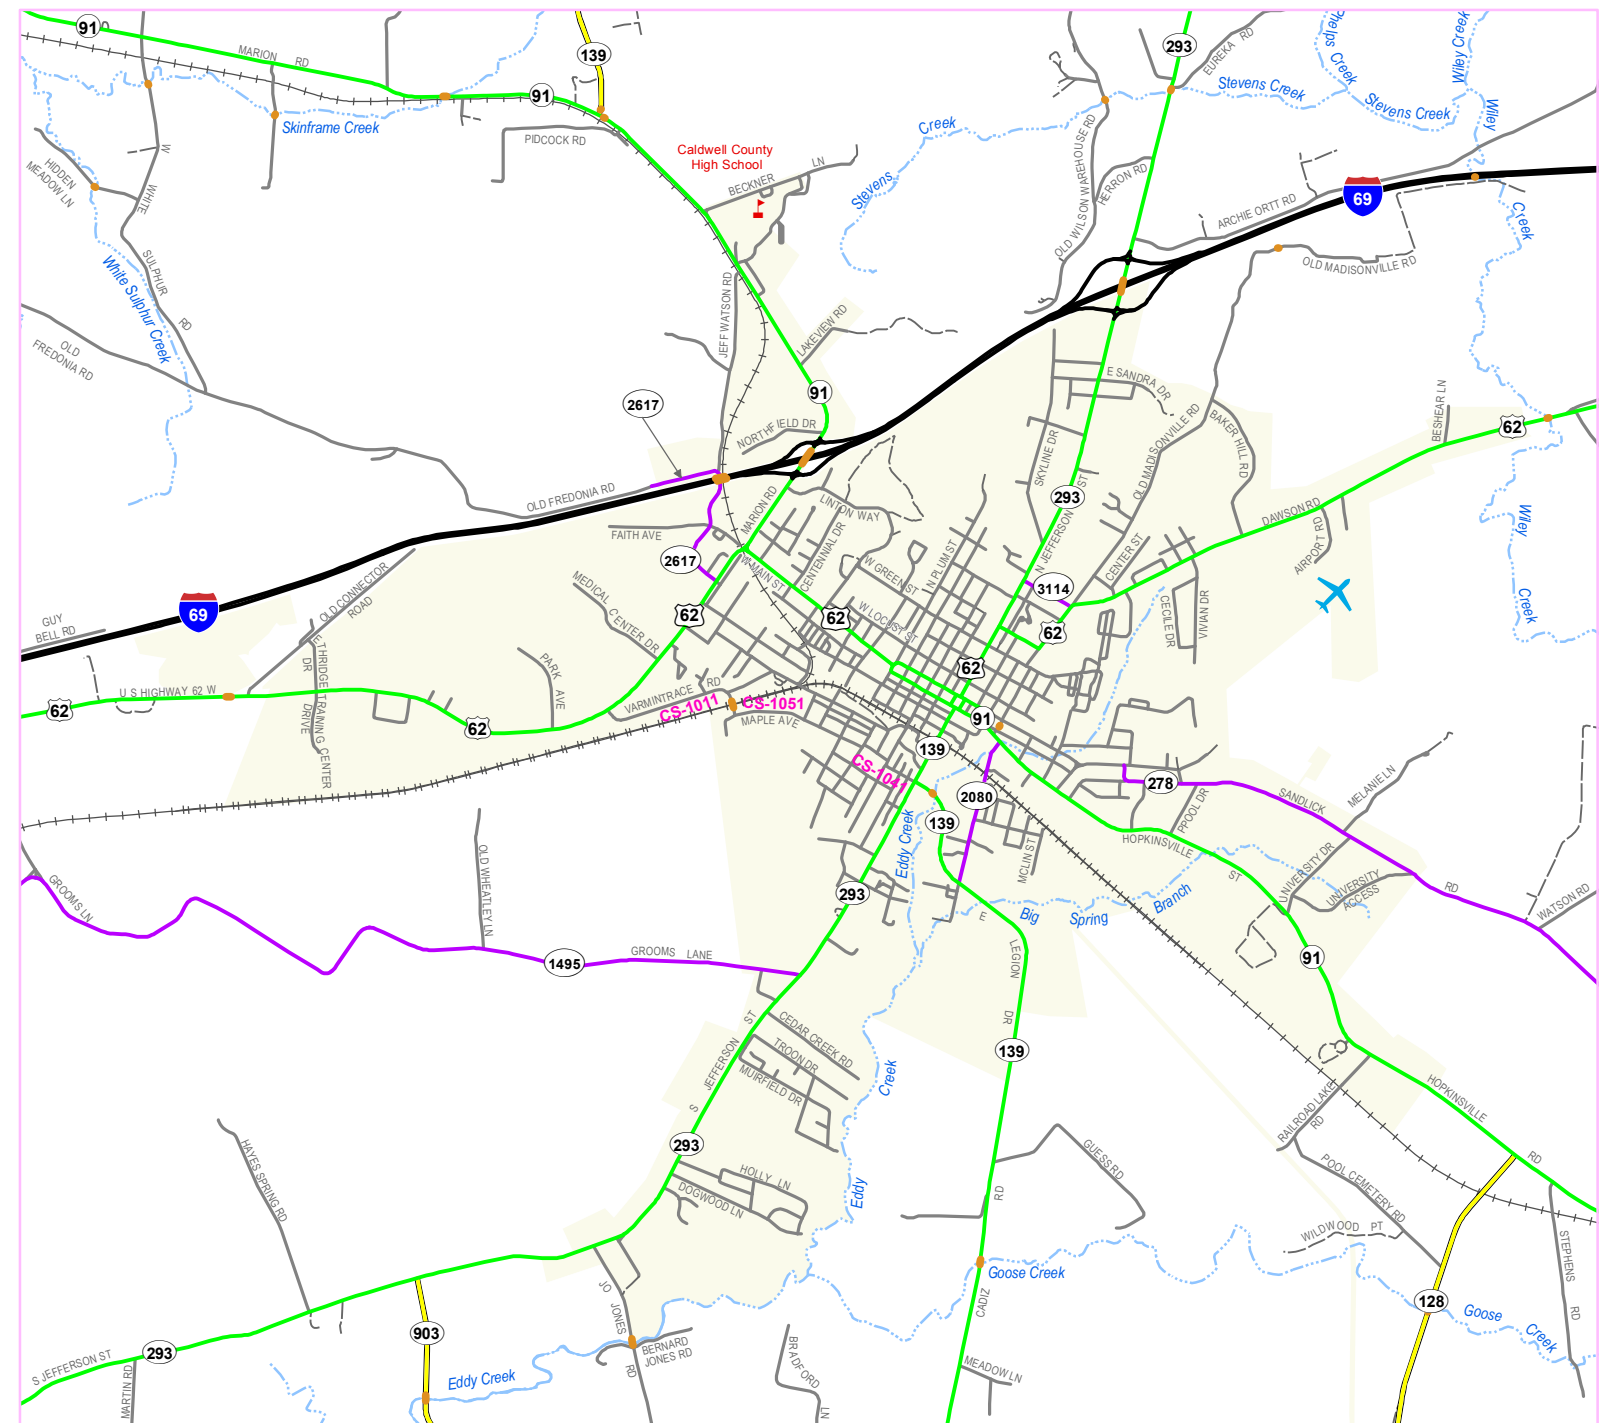 91
139
293
MARION RD
EUREKA RD
Phelps Creek
Wiley Creek
Stevens Creek
Stevens Creek
Wiley
91
Skinframe Creek
PIDCOCK RD
Caldwell County
High School
BECKNER LN
Creek
Stevens
OLD WILSON WAREHOUSE RD
HERRON RD
ARCHIE ORTT RD
69
Creek
HIDDEN
MEADOW LN
W WHITE SULPHUR RD
White Sulphur Creek
OLD MADISONVILLE RD
JEFF WATSON RD
LAKEVIEW RD
OLD
FREDONIA RD
91
2617
E SANDRA DR
NORTHFIELD DR
SKYLINE DR
OLD MADISONVILLE RD
BAKER HILL RD
BESHEAR LN
62
OLD FREDONIA RD
MARION RD
LINTON WAY
293
DAWSON RD
AIRPORT RD
Wiley
Creek
FAITH AVE
2617
W MAIN ST
CENTENNIAL DR
W GREEN ST
N PLUM ST
N JEFFERSON ST
CENTER ST
3114
CECILE DR
VIVAN DR
MEDICAL CENTER DR
OLD CONNECTOR
ROAD
69
GUY
BELL RD
62
62
W LOCUST ST
62
62
ETHRIDGE DR
TRAINING CENTER
DRIVE
PARK AVE
U S HIGHWAY 62 W
62
62
VARMINTRACE RD
CS-1011
CS-1051
MAPLE AVE
91
139
CS-1041
2080
139
278
SANDLICK RD
MELANIE LN
PPOOL DR
HOPKINSVILLE ST
MCLIN ST
Eddy Creek
UNIVERSITY DR
UNIVERSITY
ACCESS
WATSON RD
Big Spring Branch
GROOMS LN
OLD WHEATLEY LN
293
E LEGION DR
91
1495
GROOMS LANE
CEDAR CREEK RD
TROON DR
MUIRFIELD DR
S JEFFERSON ST
139
Eddy Creek
HOPKINSVILLE RD
RAILROAD LAKE
RD
POOL CEMETERY RD
GUESS RD
HAYES SPRING RD
293
HOLLY LN
DOGWOOD LN
WILDWOOD PT
STEPHENS RD
Goose Creek
CADIZ RD
128
Goose Creek
JO JONES RD
903
BERNARD
JONES RD
BRADFORD LN
S JEFFERSON ST
293
MARTIN RD
Eddy Creek
MEADOW LN